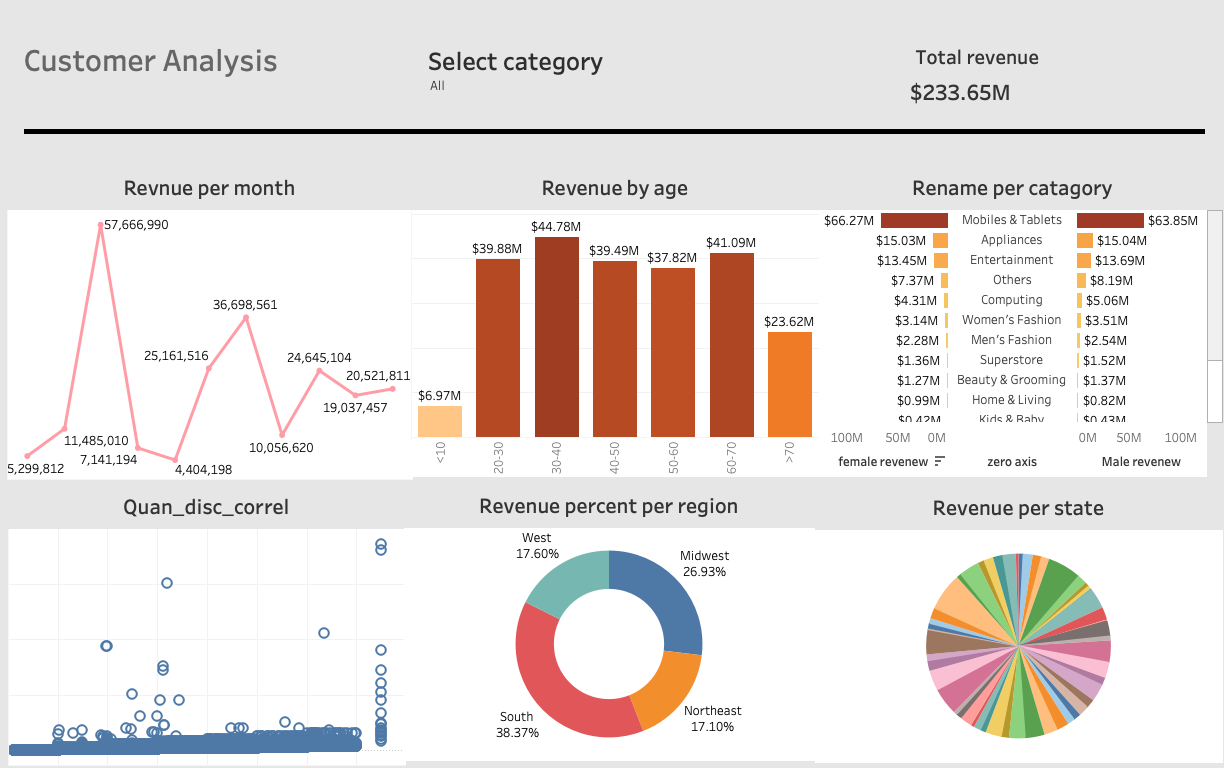 Customer Analysis
Select category
All
Total revenue
$233.65M
Revnue per month
57,666,990
36,698,561
25,161,516
24,645,104
20,521,811
19,037,457
11,485,010
7,141,194
10,056,620
5,299,812
4,404,198
Revenue by age
$6.97M
$39.88M
$44.78M
$39.49M
$37.82M
$41.09M
$23.62M
<10
20-30
30-40
40-50
50-60
60-70
>70
Rename per catagory
$66.27M Mobiles & Tablets $63.85M
$15.03M Appliances $15.04M
$13.45M Entertainment $13.69M
$7.37M Others $8.19M
$4.31M Computing $5.06M
$3.14M Women's Fashion $3.51M
$2.28M Men's Fashion $2.54M
$1.36M Superstore $1.52M
$1.27M Beauty & Grooming $1.37M
$0.99M Home & Living $0.82M
$0.42M Kids & Baby $0.43M
100M 50M 0M 0M 50M 100M
female revenew zero axis Male revenew
Quan_disc_correl
Revenue percent per region
West
17.60%
Midwest
26.93%
South
38.37%
Northeast
17.10%
Revenue per state